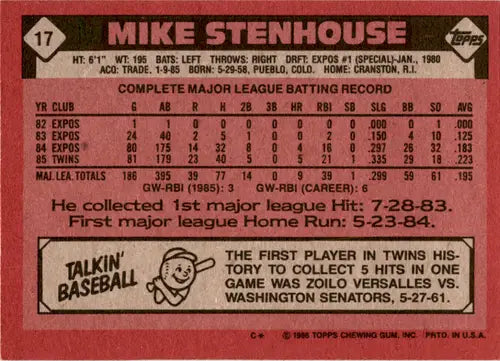 17
MIKE STENHOUSE
topps
HT: 6'1" WT: 195 BATS: LEFT THROWS: RIGHT DRFT: EXPOS #1 (SPECIAL)-JAN., 1980
ACQ: TRADE, 1-9-85 BORN: 5-29-58, PUEBLO, COLO. HOME: CRANSTON, R.I.
COMPLETE MAJOR LEAGUE BATTING RECORD
YR CLUB G AB R H 2B 3B HR RBI SB SLG BB SO AVG
82 EXPOS 1 1 0 0 0 0 0 0 0 .000 0 1 .000
83 EXPOS 24 40 2 5 1 0 0 2 0 .150 4 10 .125
84 EXPOS 80 175 14 32 8 0 4 16 0 .297 26 32 .183
85 TWINS 81 179 23 40 5 0 5 21 1 .335 29 18 .223
MAJ. LEA. TOTALS 186 395 39 77 14 0 9 39 1 .299 59 61 .195
GW-RBI (1985): 3 GW-RBI (CAREER): 6
He collected 1st major league Hit: 7-28-83.
First major league Home Run: 5-23-84.
TALKIN'
BASEBALL
THE FIRST PLAYER IN TWINS HIS-
TORY TO COLLECT 5 HITS IN ONE
GAME WAS ZOILO VERSALLES VS.
WASHINGTON SENATORS, 5-27-61.
C* © 1986 TOPPS CHEWING GUM, INC. PRTD. IN U.S.A.